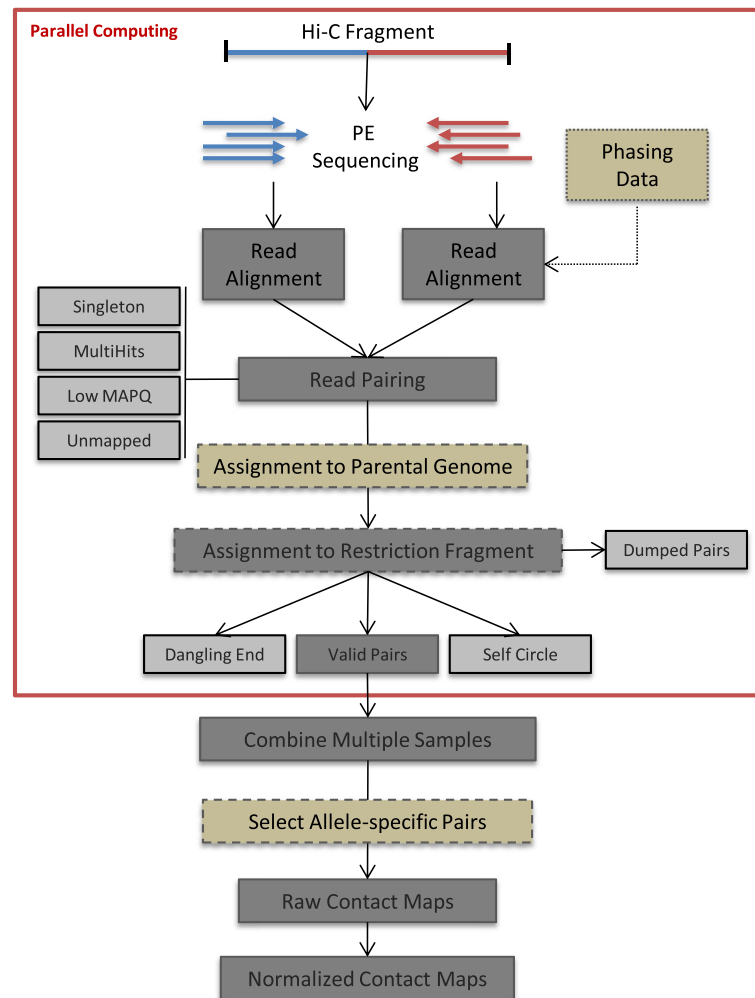 Parallel Computing
Hi-C Fragment
PE
Sequencing
Phasing
Data
Read
Alignment
Read
Alignment
Singleton
MultiHits
Low MAPQ
Unmapped
Read Pairing
Assignment to Parental Genome
Assignment to Restriction Fragment
Dumped Pairs
Dangling End
Valid Pairs
Self Circle
Combine Multiple Samples
Select Allele-specific Pairs
Raw Contact Maps
Normalized Contact Maps